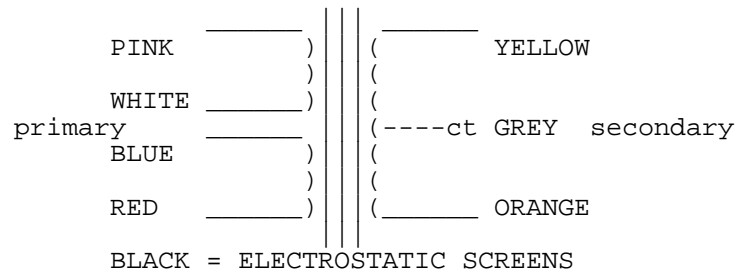 PINK YELLOW
WHITE
primary ct GREY secondary
BLUE
RED ORANGE
BLACK = ELECTROSTATIC SCREENS